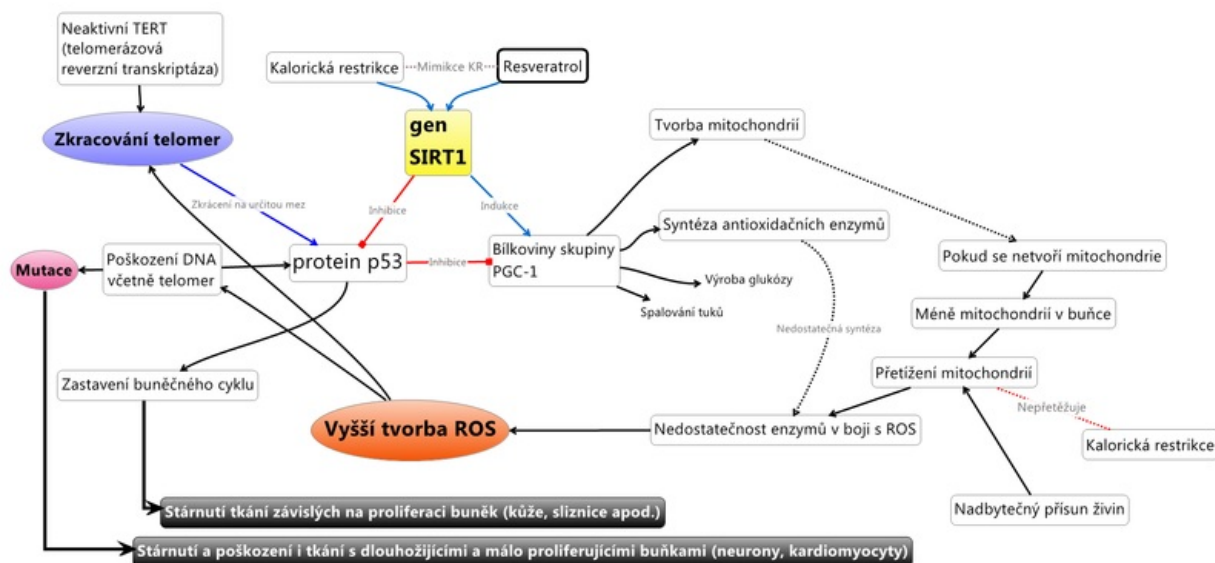 Neaktivní TERT
(telomerázová
reverzní transkriptáza)
Kalorická restrikce
Mimikce KR
Resveratrol
Zkracování telomer
gen
SIRT1
Tvorba mitochondrií
Zkrácení na určitou mez
Inhibice
Indukce
Syntéza antioxidačních enzymů
Mutace
Poškození DNA
včetně telomer
protein p53
Inhibice
Bílkoviny skupiny
PGC-1
Výroba glukózy
Spalování tuků
Pokud se netvoří mitochondrie
Méně mitochondrií v buňce
Nedostatečná syntéza
Zastavení buněčného cyklu
Přetížení mitochondrií
Nepřetěžuje
Vyšší tvorba ROS
Nedostatečnost enzymů v boji s ROS
Kalorická restrikce
Nadbytečný přísun živin
Stárnutí tkání závislých na proliferaci buněk (kůže, sliznice apod.)
Stárnutí a poškození i tkání s dlouhožijícími a málo proliferujícími buňkami (neurony, kardiomyocyty)